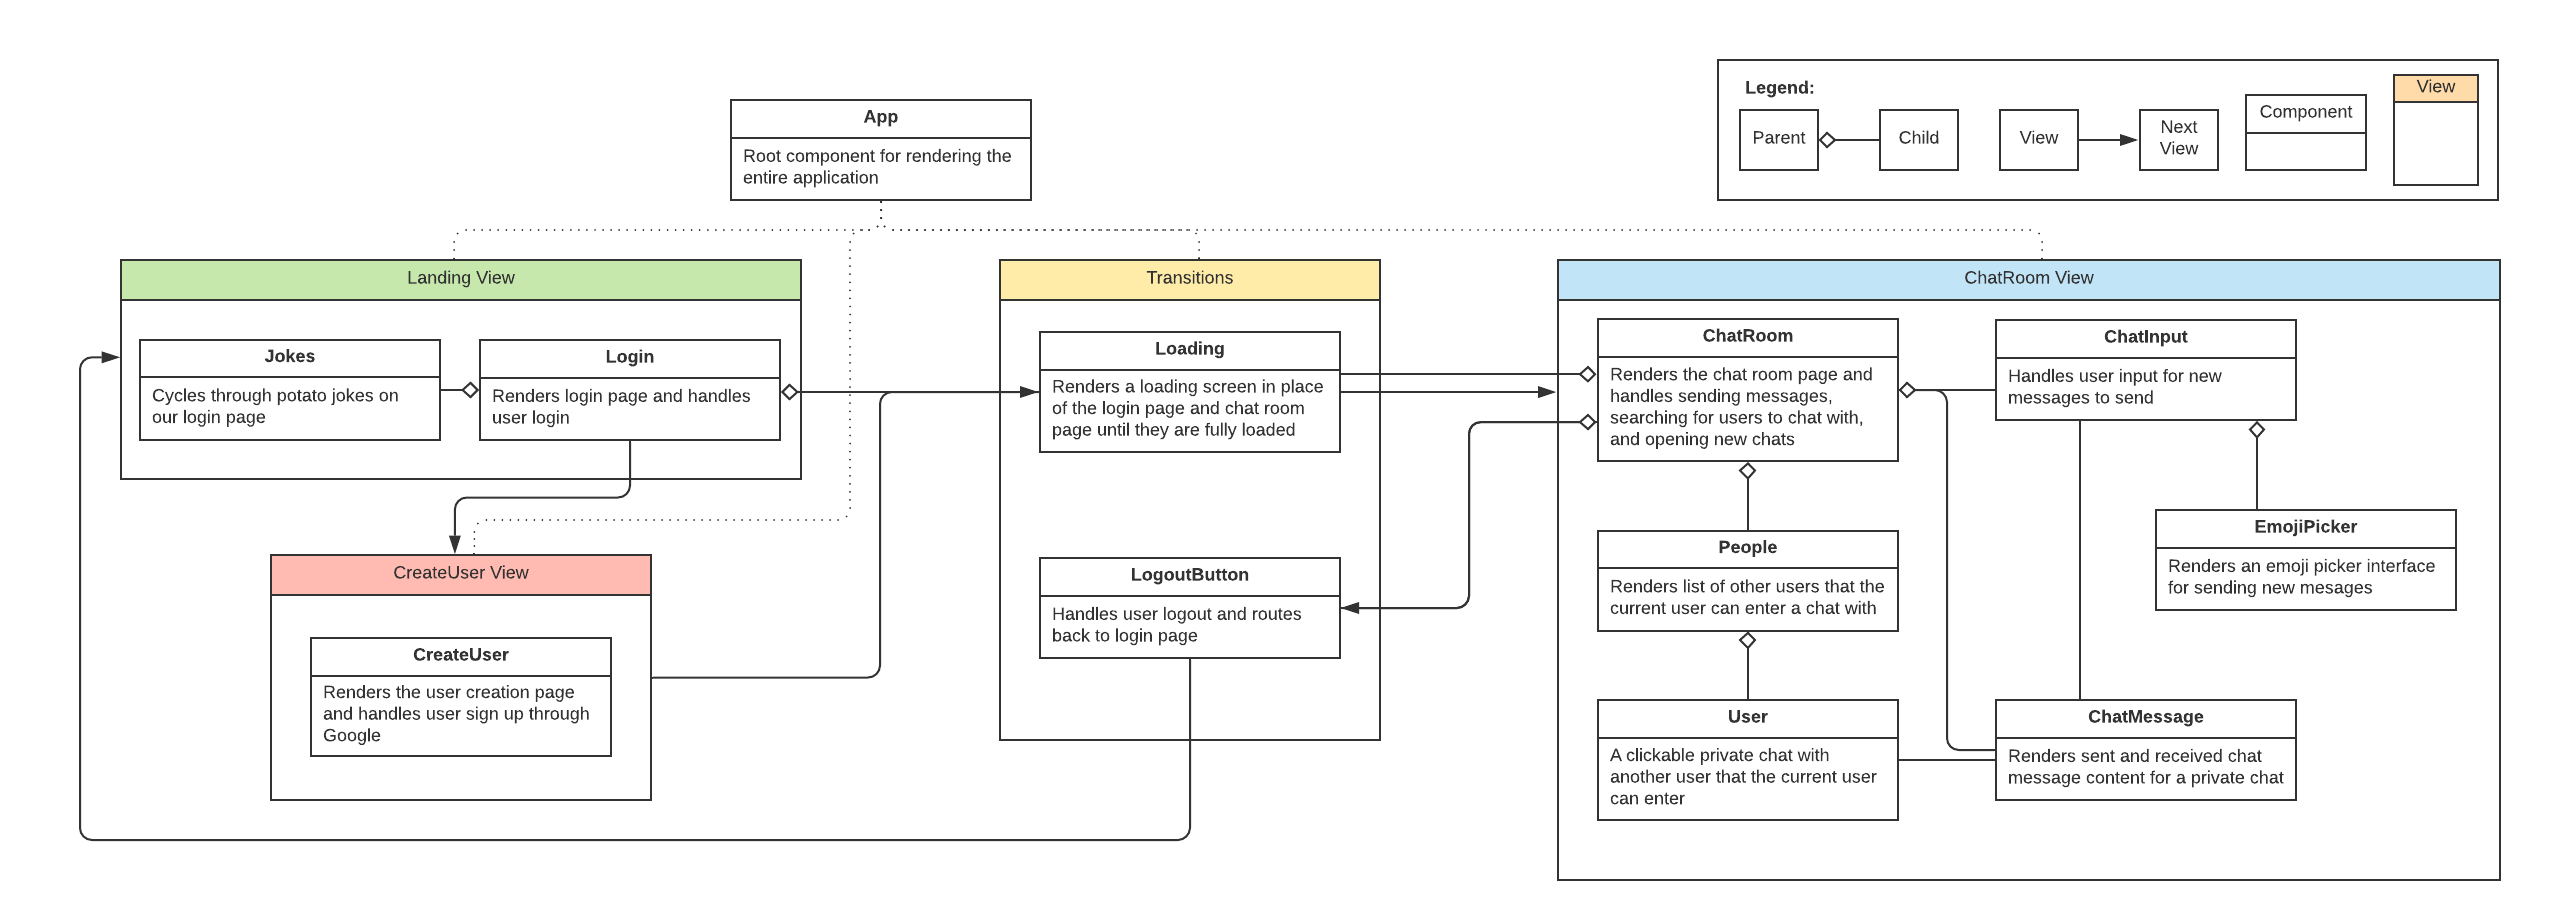 Legend:
Parent
Child
View
Next
View
Component
View
App
Root component for rendering the
entire application
Landing View
Jokes
Cycles through potato jokes on
our login page
Login
Renders login page and handles
user login
CreateUser View
CreateUser
Renders the user creation page
and handles user sign up through
Google
Transitions
Loading
Renders a loading screen in place
of the login page and chat room
page until they are fully loaded
LogoutButton
Handles user logout and routes
back to login page
ChatRoom View
ChatRoom
Renders the chat room page and
handles sending messages,
searching for users to chat with,
and opening new chats
ChatInput
Handles user input for new
messages to send
EmojiPicker
Renders an emoji picker interface
for sending new mesages
People
Renders list of other users that the
current user can enter a chat with
User
A clickable private chat with
another user that the current user
can enter
ChatMessage
Renders sent and received chat
message content for a private chat